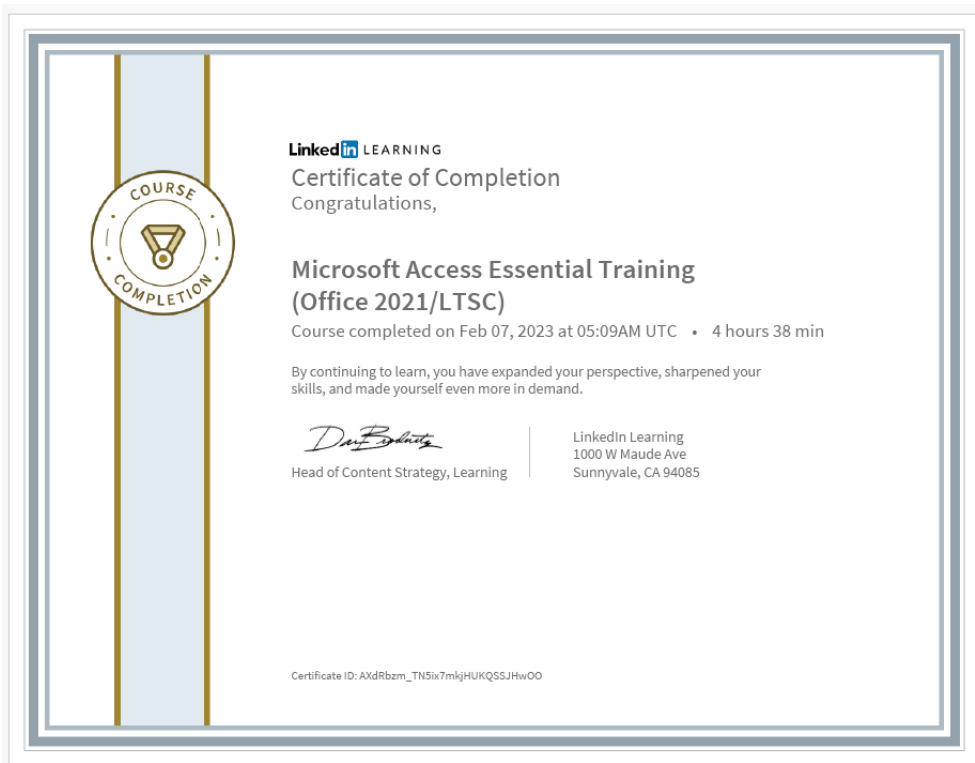 COURSE
COMPLETION
Linked in LEARNING
Certificate of Completion
Congratulations,
Microsoft Access Essential Training
(Office 2021/LTSC)
Course completed on Feb 07, 2023 at 05:09AM UTC • 4 hours 38 min
By continuing to learn, you have expanded your perspective, sharpened your
skills, and made yourself even more in demand.
Head of Content Strategy, Learning
LinkedIn Learning
1000 W Maude Ave
Sunnyvale, CA 94085
Certificate ID: AXdRbzm_TN5ix7mkjHUKQSSJHwOO